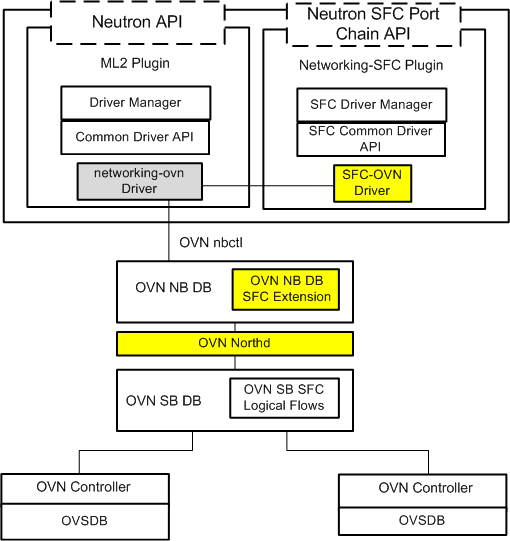 Neutron API
Neutron SFC Port
Chain API
ML2 Plugin
Networking-SFC Plugin
Driver Manager
Common Driver API
SFC Driver Manager
SFC Common Driver
API
networking-ovn
Driver
SFC-OVN
Driver
OVN nbctl
OVN NB DB
OVN NB DB
SFC Extension
OVN Northd
OVN SB DB
OVN SB SFC
Logical Flows
OVN Controller
OVSDB
OVN Controller
OVSDB